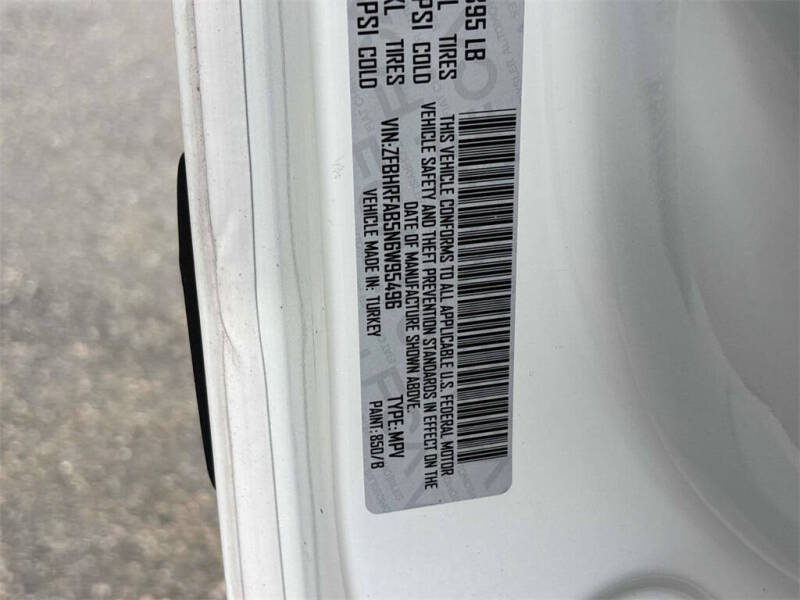 395 LB
L TIRES
PSI COLD
THIS VEHICLE CONFORMS TO ALL APPLICABLE U.S. FEDERAL MOTOR
VEHICLE SAFETY AND THEFT PREVENTION STANDARDS IN EFFECT ON THE
DATE OF MANUFACTURE SHOWN ABOVE.
XL TIRES
PSI COLD
VIN:ZFBHRFAB5N6W95496 TYPE:MPV
VEHICLE MADE IN: TURKEY PAINT:850/B